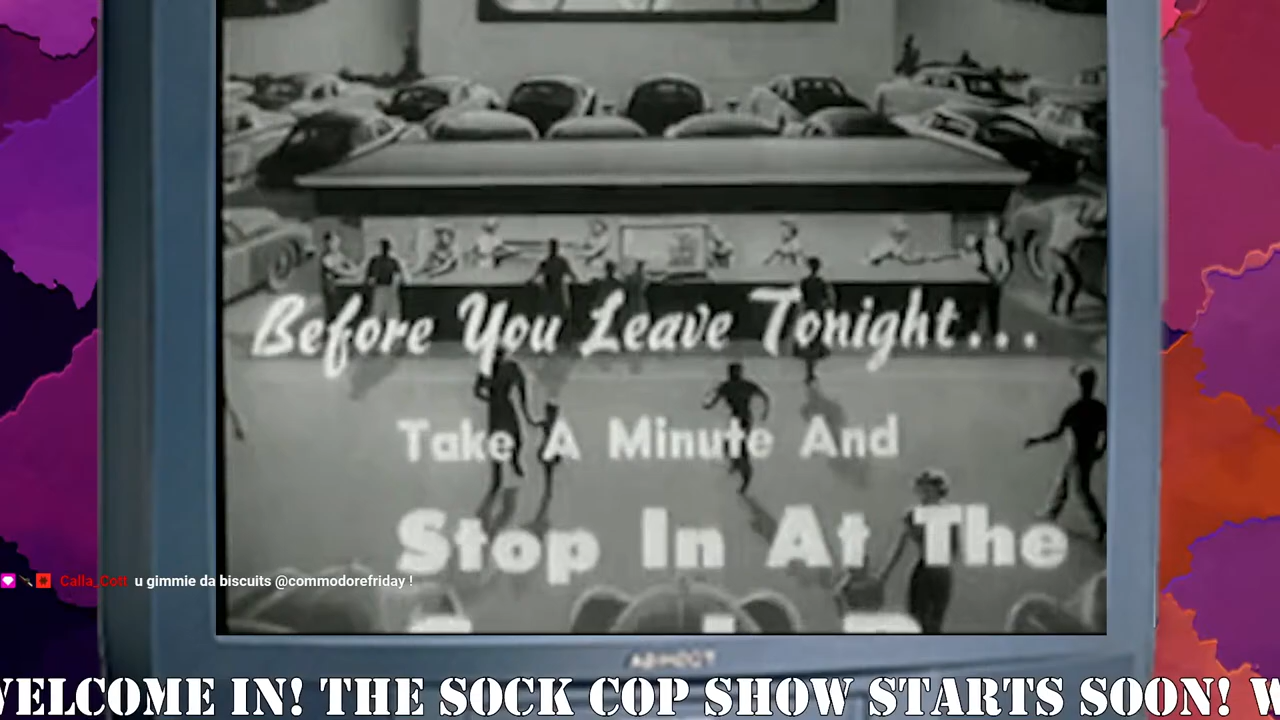 Before You Leave Tonight...
Take A Minute And
Stop In At The
Calla_Cott u gimmie da biscuits @commodorefriday !
WELCOME IN! THE SOCK COP SHOW STARTS SOON! W